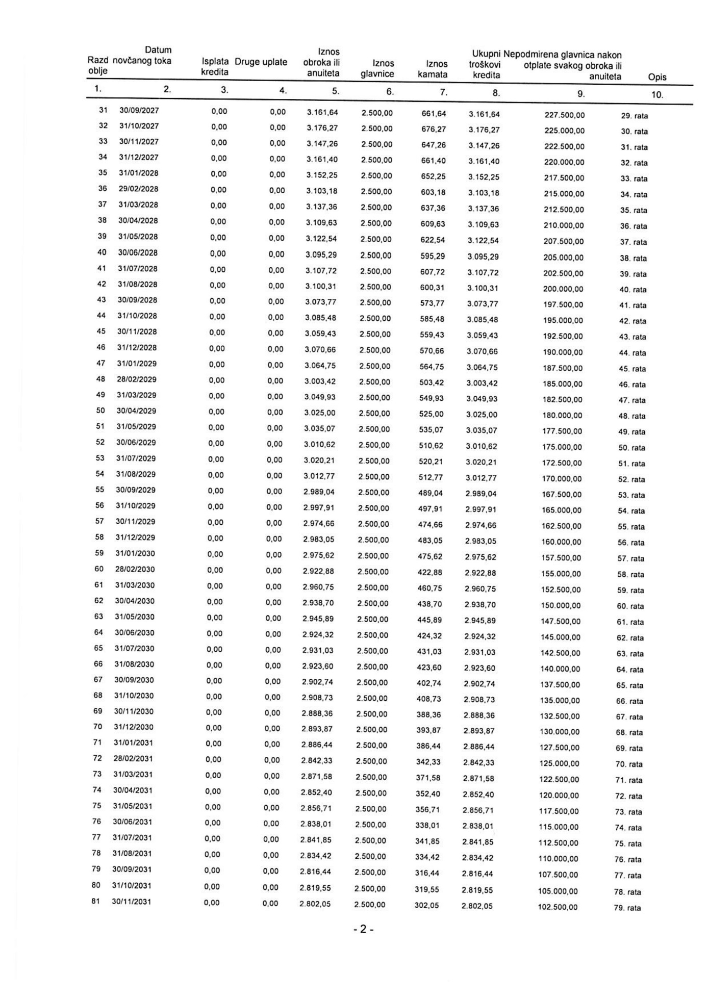 Datum Iznos Ukupni Nepodmirena glavnica nakon
Razd novčanog toka Isplata Druge uplate obroka ili Iznos Iznos troškovi otplate svakog obroka ili
oblje kredita anuiteta glavnice kamata kredita anuiteta Opis
1. 2. 3. 4. 5. 6. 7. 8. 9. 10.
31 30/09/2027 0,00 0,00 3.161,64 2.500,00 661,64 3.161,64 227.500,00 29. rata
32 31/10/2027 0,00 0,00 3.176,27 2.500,00 676,27 3.176,27 225.000,00 30. rata
33 30/11/2027 0,00 0,00 3.147,26 2.500,00 647,26 3.147,26 222.500,00 31. rata
34 31/12/2027 0,00 0,00 3.161,40 2.500,00 661,40 3.161,40 220.000,00 32. rata
35 31/01/2028 0,00 0,00 3.152,25 2.500,00 652,25 3.152,25 217.500,00 33. rata
36 29/02/2028 0,00 0,00 3.103,18 2.500,00 603,18 3.103,18 215.000,00 34. rata
37 31/03/2028 0,00 0,00 3.137,36 2.500,00 637,36 3.137,36 212.500,00 35. rata
38 30/04/2028 0,00 0,00 3.109,63 2.500,00 609,63 3.109,63 210.000,00 36. rata
39 31/05/2028 0,00 0,00 3.122,54 2.500,00 622,54 3.122,54 207.500,00 37. rata
40 30/06/2028 0,00 0,00 3.095,29 2.500,00 595,29 3.095,29 205.000,00 38. rata
41 31/07/2028 0,00 0,00 3.107,72 2.500,00 607,72 3.107,72 202.500,00 39. rata
42 31/08/2028 0,00 0,00 3.100,31 2.500,00 600,31 3.100,31 200.000,00 40. rata
43 30/09/2028 0,00 0,00 3.073,77 2.500,00 573,77 3.073,77 197.500,00 41. rata
44 31/10/2028 0,00 0,00 3.085,48 2.500,00 585,48 3.085,48 195.000,00 42. rata
45 30/11/2028 0,00 0,00 3.059,43 2.500,00 559,43 3.059,43 192.500,00 43. rata
46 31/12/2028 0,00 0,00 3.070,66 2.500,00 570,66 3.070,66 190.000,00 44. rata
47 31/01/2029 0,00 0,00 3.064,75 2.500,00 564,75 3.064,75 187.500,00 45. rata
48 28/02/2029 0,00 0,00 3.003,42 2.500,00 503,42 3.003,42 185.000,00 46. rata
49 31/03/2029 0,00 0,00 3.049,93 2.500,00 549,93 3.049,93 182.500,00 47. rata
50 30/04/2029 0,00 0,00 3.025,00 2.500,00 525,00 3.025,00 180.000,00 48. rata
51 31/05/2029 0,00 0,00 3.035,07 2.500,00 535,07 3.035,07 177.500,00 49. rata
52 30/06/2029 0,00 0,00 3.010,62 2.500,00 510,62 3.010,62 175.000,00 50. rata
53 31/07/2029 0,00 0,00 3.020,21 2.500,00 520,21 3.020,21 172.500,00 51. rata
54 31/08/2029 0,00 0,00 3.012,77 2.500,00 512,77 3.012,77 170.000,00 52. rata
55 30/09/2029 0,00 0,00 2.989,04 2.500,00 489,04 2.989,04 167.500,00 53. rata
56 31/10/2029 0,00 0,00 2.997,91 2.500,00 497,91 2.997,91 165.000,00 54. rata
57 30/11/2029 0,00 0,00 2.974,66 2.500,00 474,66 2.974,66 162.500,00 55. rata
58 31/12/2029 0,00 0,00 2.983,05 2.500,00 483,05 2.983,05 160.000,00 56. rata
59 31/01/2030 0,00 0,00 2.975,62 2.500,00 475,62 2.975,62 157.500,00 57. rata
60 28/02/2030 0,00 0,00 2.922,88 2.500,00 422,88 2.922,88 155.000,00 58. rata
61 31/03/2030 0,00 0,00 2.960,75 2.500,00 460,75 2.960,75 152.500,00 59. rata
62 30/04/2030 0,00 0,00 2.938,70 2.500,00 438,70 2.938,70 150.000,00 60. rata
63 31/05/2030 0,00 0,00 2.945,89 2.500,00 445,89 2.945,89 147.500,00 61. rata
64 30/06/2030 0,00 0,00 2.924,32 2.500,00 424,32 2.924,32 145.000,00 62. rata
65 31/07/2030 0,00 0,00 2.931,03 2.500,00 431,03 2.931,03 142.500,00 63. rata
66 31/08/2030 0,00 0,00 2.923,60 2.500,00 423,60 2.923,60 140.000,00 64. rata
67 30/09/2030 0,00 0,00 2.902,74 2.500,00 402,74 2.902,74 137.500,00 65. rata
68 31/10/2030 0,00 0,00 2.908,73 2.500,00 408,73 2.908,73 135.000,00 66. rata
69 30/11/2030 0,00 0,00 2.888,36 2.500,00 388,36 2.888,36 132.500,00 67. rata
70 31/12/2030 0,00 0,00 2.893,87 2.500,00 393,87 2.893,87 130.000,00 68. rata
71 31/01/2031 0,00 0,00 2.886,44 2.500,00 386,44 2.886,44 127.500,00 69. rata
72 28/02/2031 0,00 0,00 2.842,33 2.500,00 342,33 2.842,33 125.000,00 70. rata
73 31/03/2031 0,00 0,00 2.871,58 2.500,00 371,58 2.871,58 122.500,00 71. rata
74 30/04/2031 0,00 0,00 2.852,40 2.500,00 352,40 2.852,40 120.000,00 72. rata
75 31/05/2031 0,00 0,00 2.856,71 2.500,00 356,71 2.856,71 117.500,00 73. rata
76 30/06/2031 0,00 0,00 2.838,01 2.500,00 338,01 2.838,01 115.000,00 74. rata
77 31/07/2031 0,00 0,00 2.841,85 2.500,00 341,85 2.841,85 112.500,00 75. rata
78 31/08/2031 0,00 0,00 2.834,42 2.500,00 334,42 2.834,42 110.000,00 76. rata
79 30/09/2031 0,00 0,00 2.816,44 2.500,00 316,44 2.816,44 107.500,00 77. rata
80 31/10/2031 0,00 0,00 2.819,55 2.500,00 319,55 2.819,55 105.000,00 78. rata
81 30/11/2031 0,00 0,00 2.802,05 2.500,00 302,05 2.802,05 102.500,00 79. rata
- 2 -